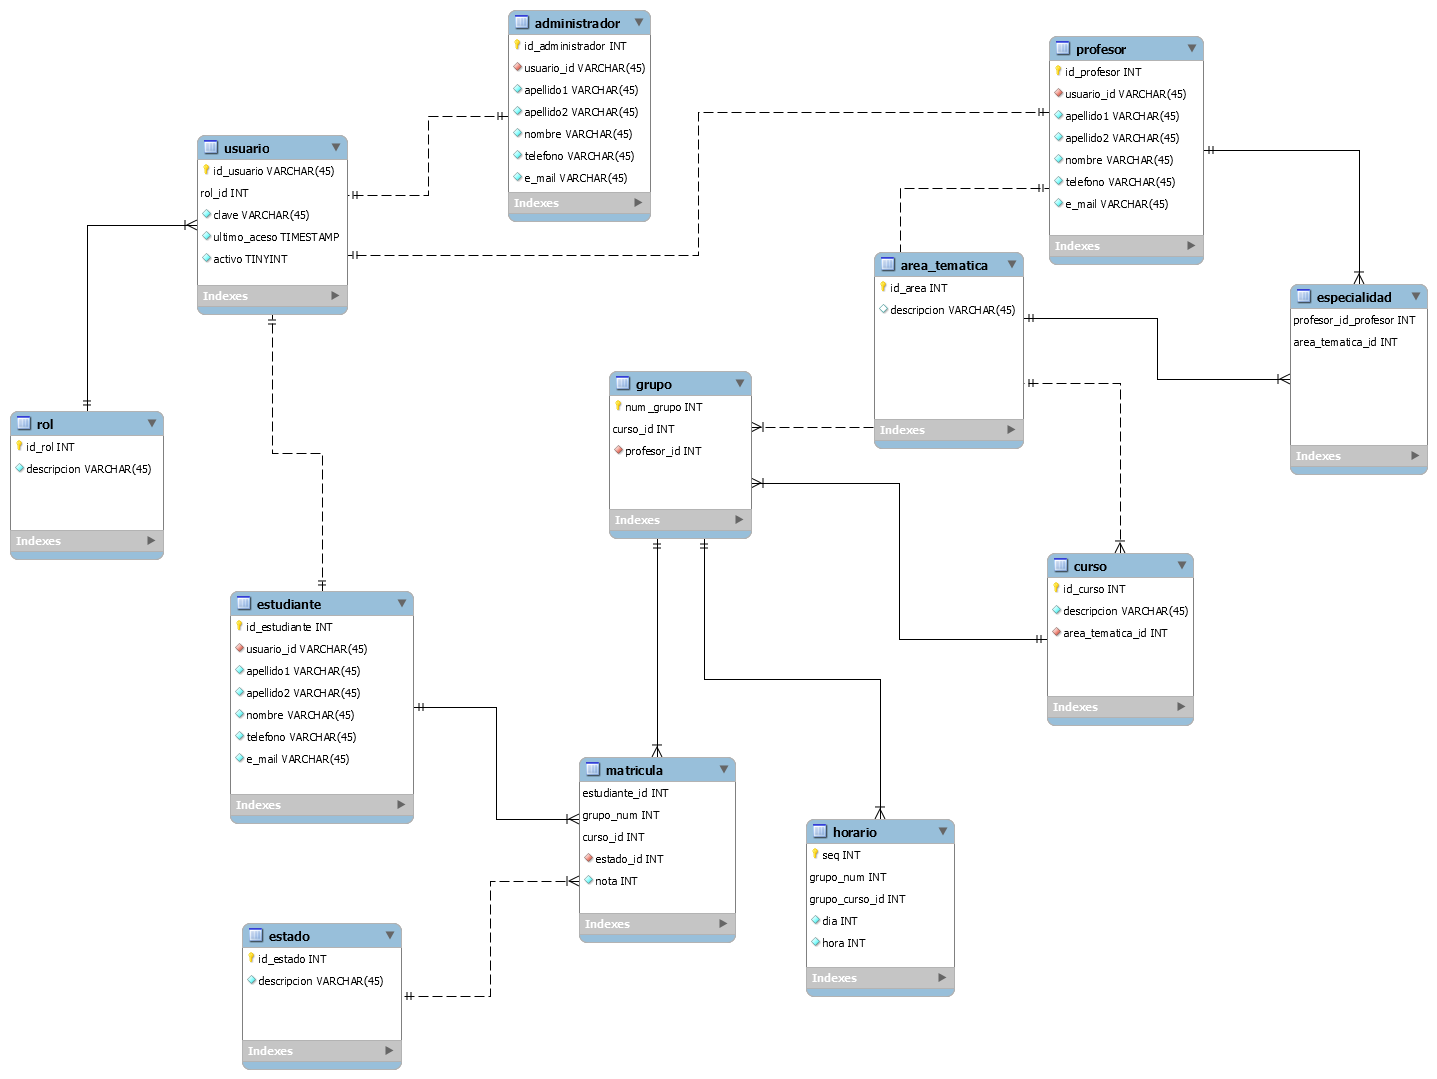 administrador
id_administrador INT
usuario_id VARCHAR(45)
apellido1 VARCHAR(45)
apellido2 VARCHAR(45)
nombre VARCHAR(45)
telefono VARCHAR(45)
e_mail VARCHAR(45)
Indexes
profesor
id_profesor INT
usuario_id VARCHAR(45)
apellido1 VARCHAR(45)
apellido2 VARCHAR(45)
nombre VARCHAR(45)
telefono VARCHAR(45)
e_mail VARCHAR(45)
Indexes
usuario
id_usuario VARCHAR(45)
rol_id INT
clave VARCHAR(45)
ultimo_aceso TIMESTAMP
activo TINYINT
Indexes
area_tematica
id_area INT
descripcion VARCHAR(45)
Indexes
especialidad
profesor_id_profesor INT
area_tematica_id INT
Indexes
grupo
num_grupo INT
curso_id INT
profesor_id INT
Indexes
rol
id_rol INT
descripcion VARCHAR(45)
Indexes
curso
id_curso INT
descripcion VARCHAR(45)
area_tematica_id INT
Indexes
estudiante
id_estudiante INT
usuario_id VARCHAR(45)
apellido1 VARCHAR(45)
apellido2 VARCHAR(45)
nombre VARCHAR(45)
telefono VARCHAR(45)
e_mail VARCHAR(45)
Indexes
matricula
estudiante_id INT
grupo_num INT
curso_id INT
estado_id INT
nota INT
Indexes
horario
seq INT
grupo_num INT
grupo_curso_id INT
dia INT
hora INT
Indexes
estado
id_estado INT
descripcion VARCHAR(45)
Indexes